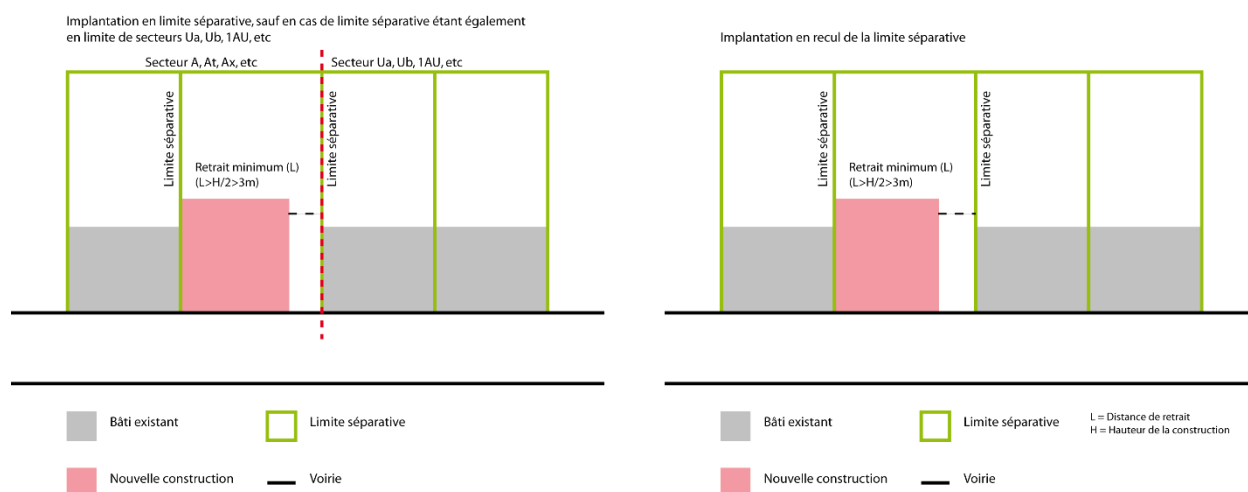 Implantation en limite séparative, sauf en cas de limite séparative étant également
en limite de secteurs Ua, Ub, 1AU, etc
Secteur A, At, Ax, etc
Secteur Ua, Ub, 1AU, etc
Limite séparative
Retrait minimum (L)
(L>H/2>3m)
Limite séparative
Bâti existant
Limite séparative
Nouvelle construction
Voirie
Implantation en recul de la limite séparative
Limite séparative
Retrait minimum (L)
(L>H/2>3m)
Limite séparative
Bâti existant
Limite séparative
L = Distance de retrait
H = Hauteur de la construction
Nouvelle construction
Voirie